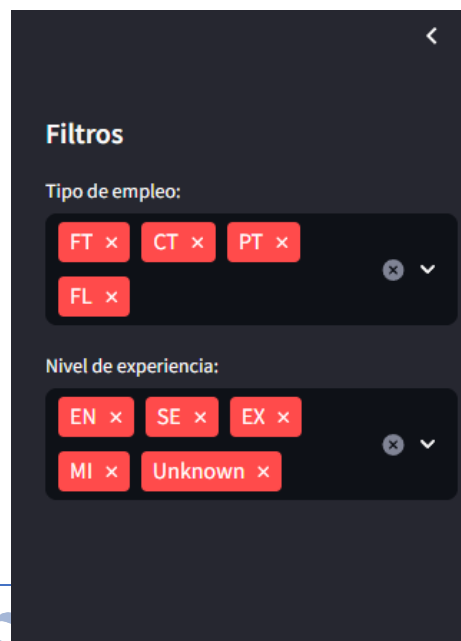 Filtros
Tipo de empleo:
FT × CT × PT ×
FL ×
Nivel de experiencia:
EN × SE × EX ×
MI × Unknown ×